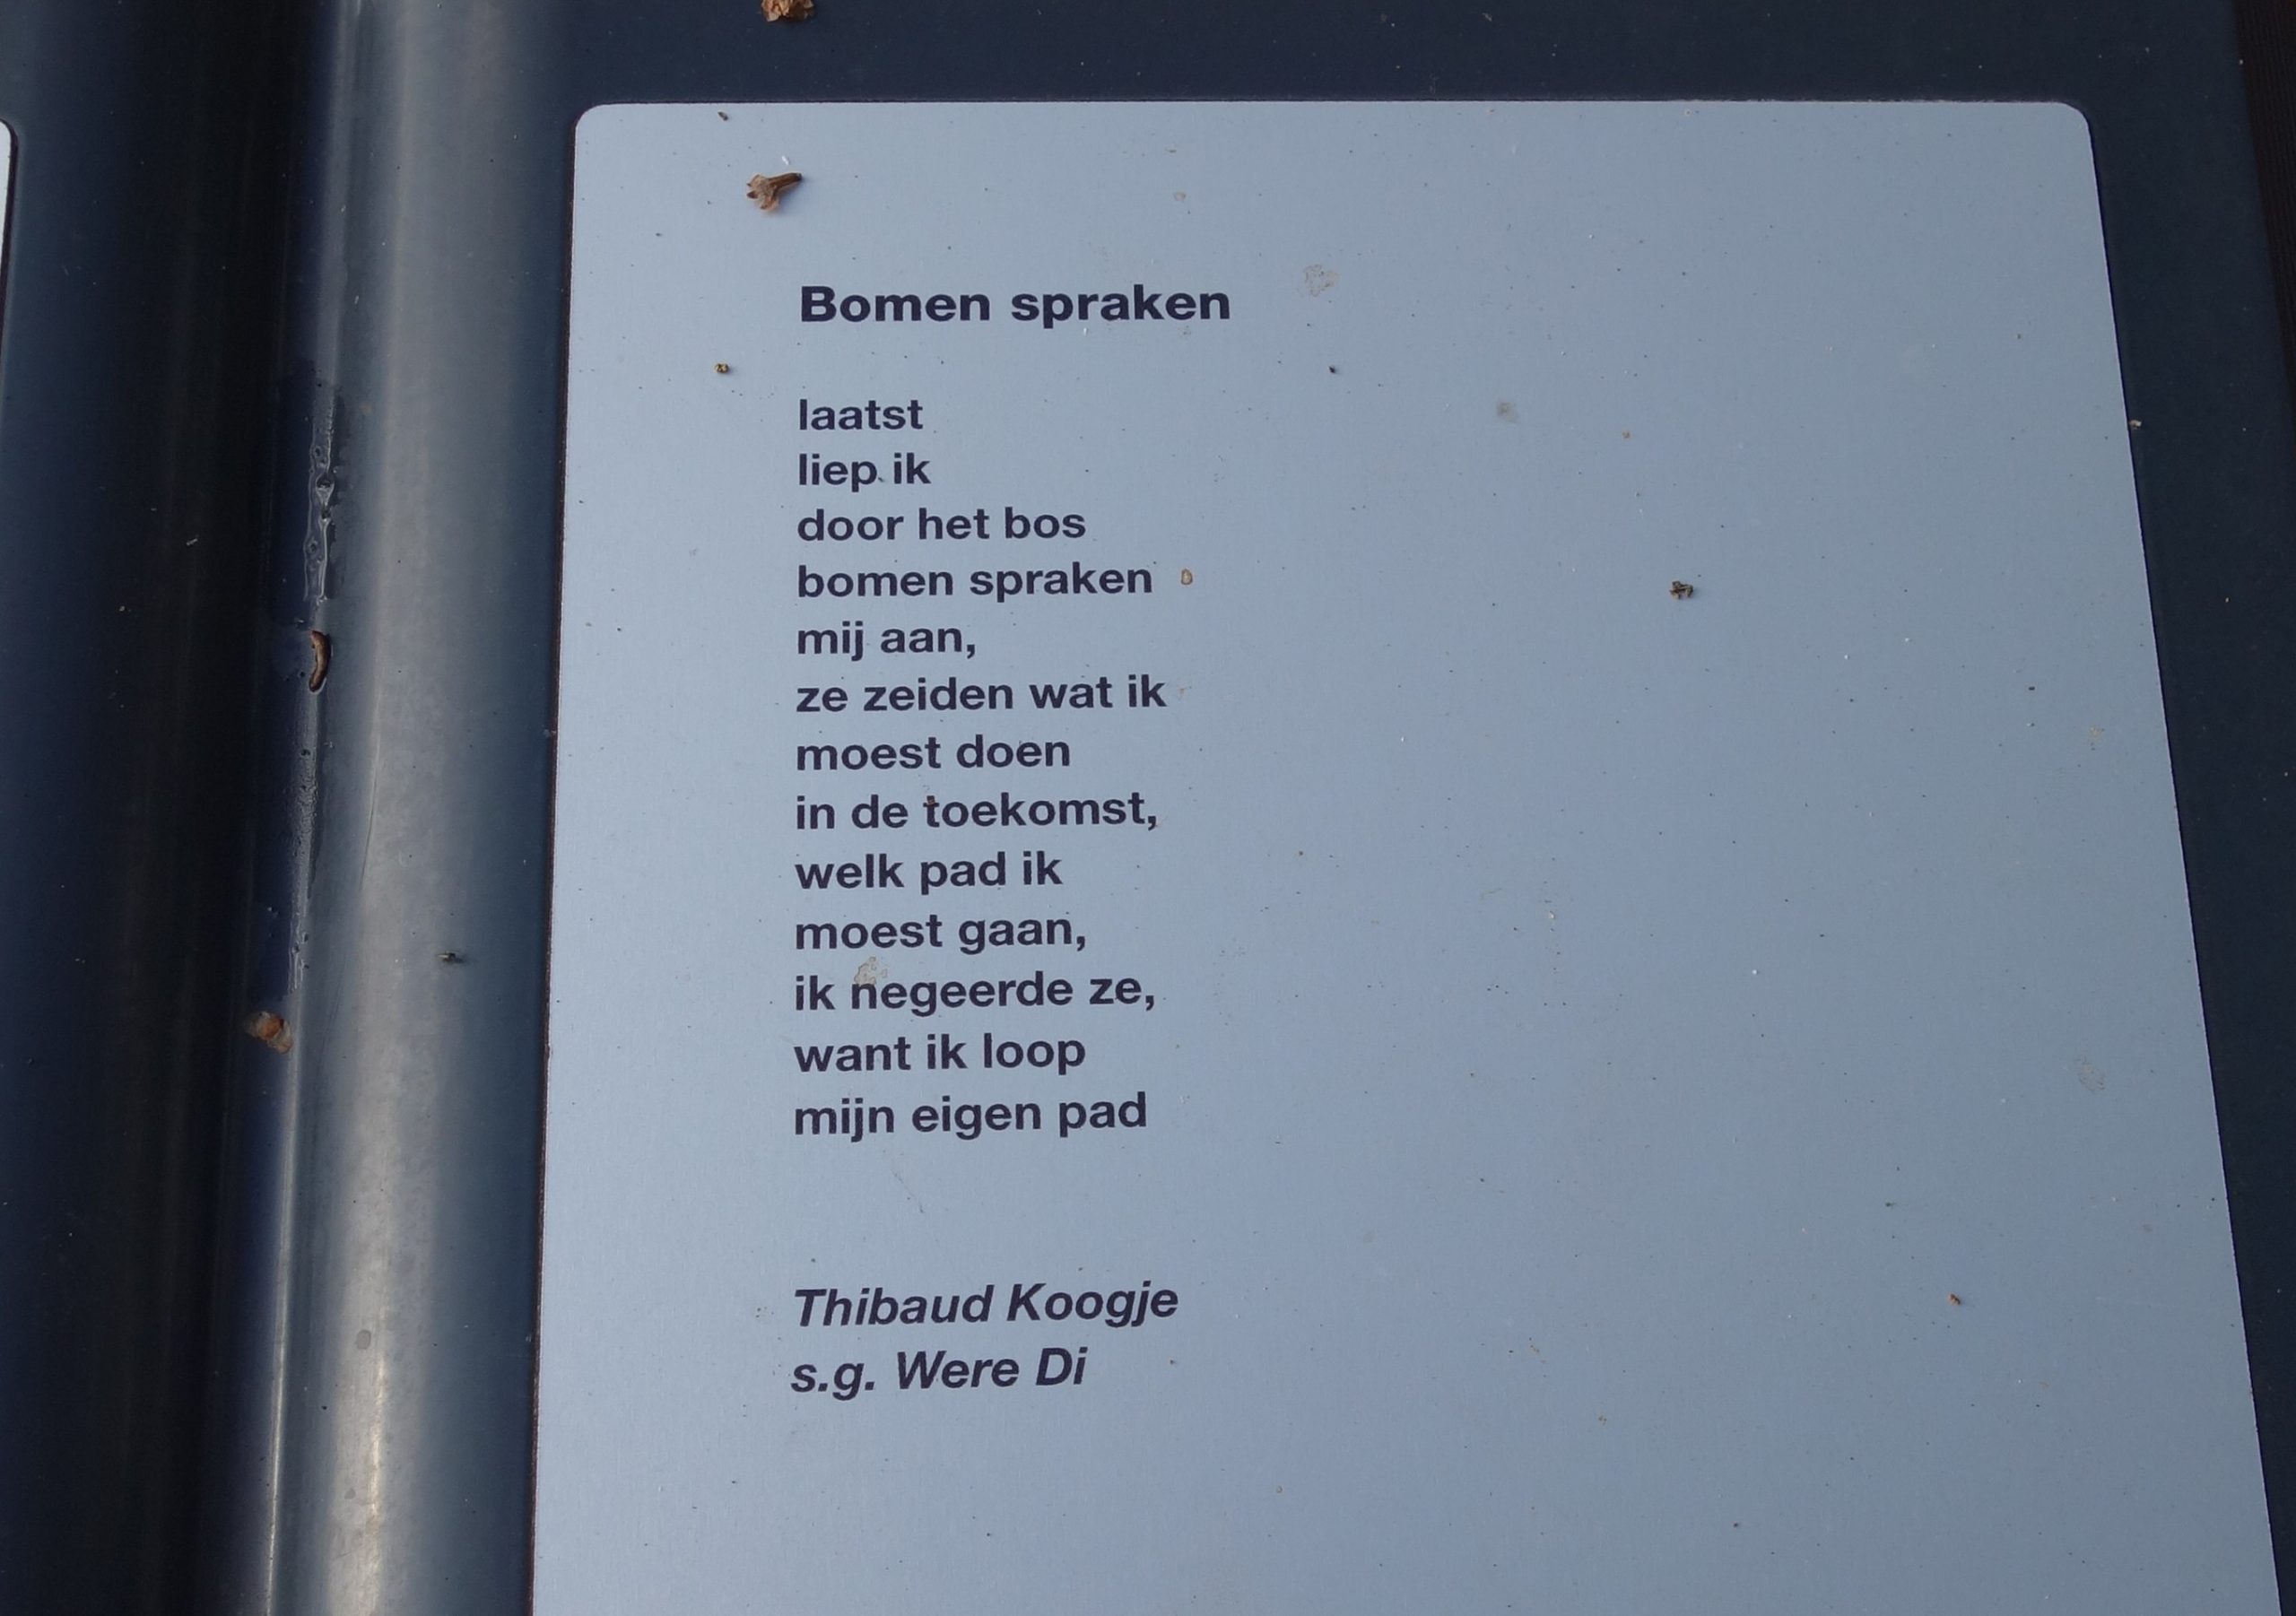 Bomen spraken
laatst
liep ik
door het bos
bomen spraken
mij aan,
ze zeiden wat ik
moest doen
in de toekomst,
welk pad ik
moest gaan,
ik negeerde ze,
want ik loop
mijn eigen pad
Thibaud Koogje
s.g. Were Di